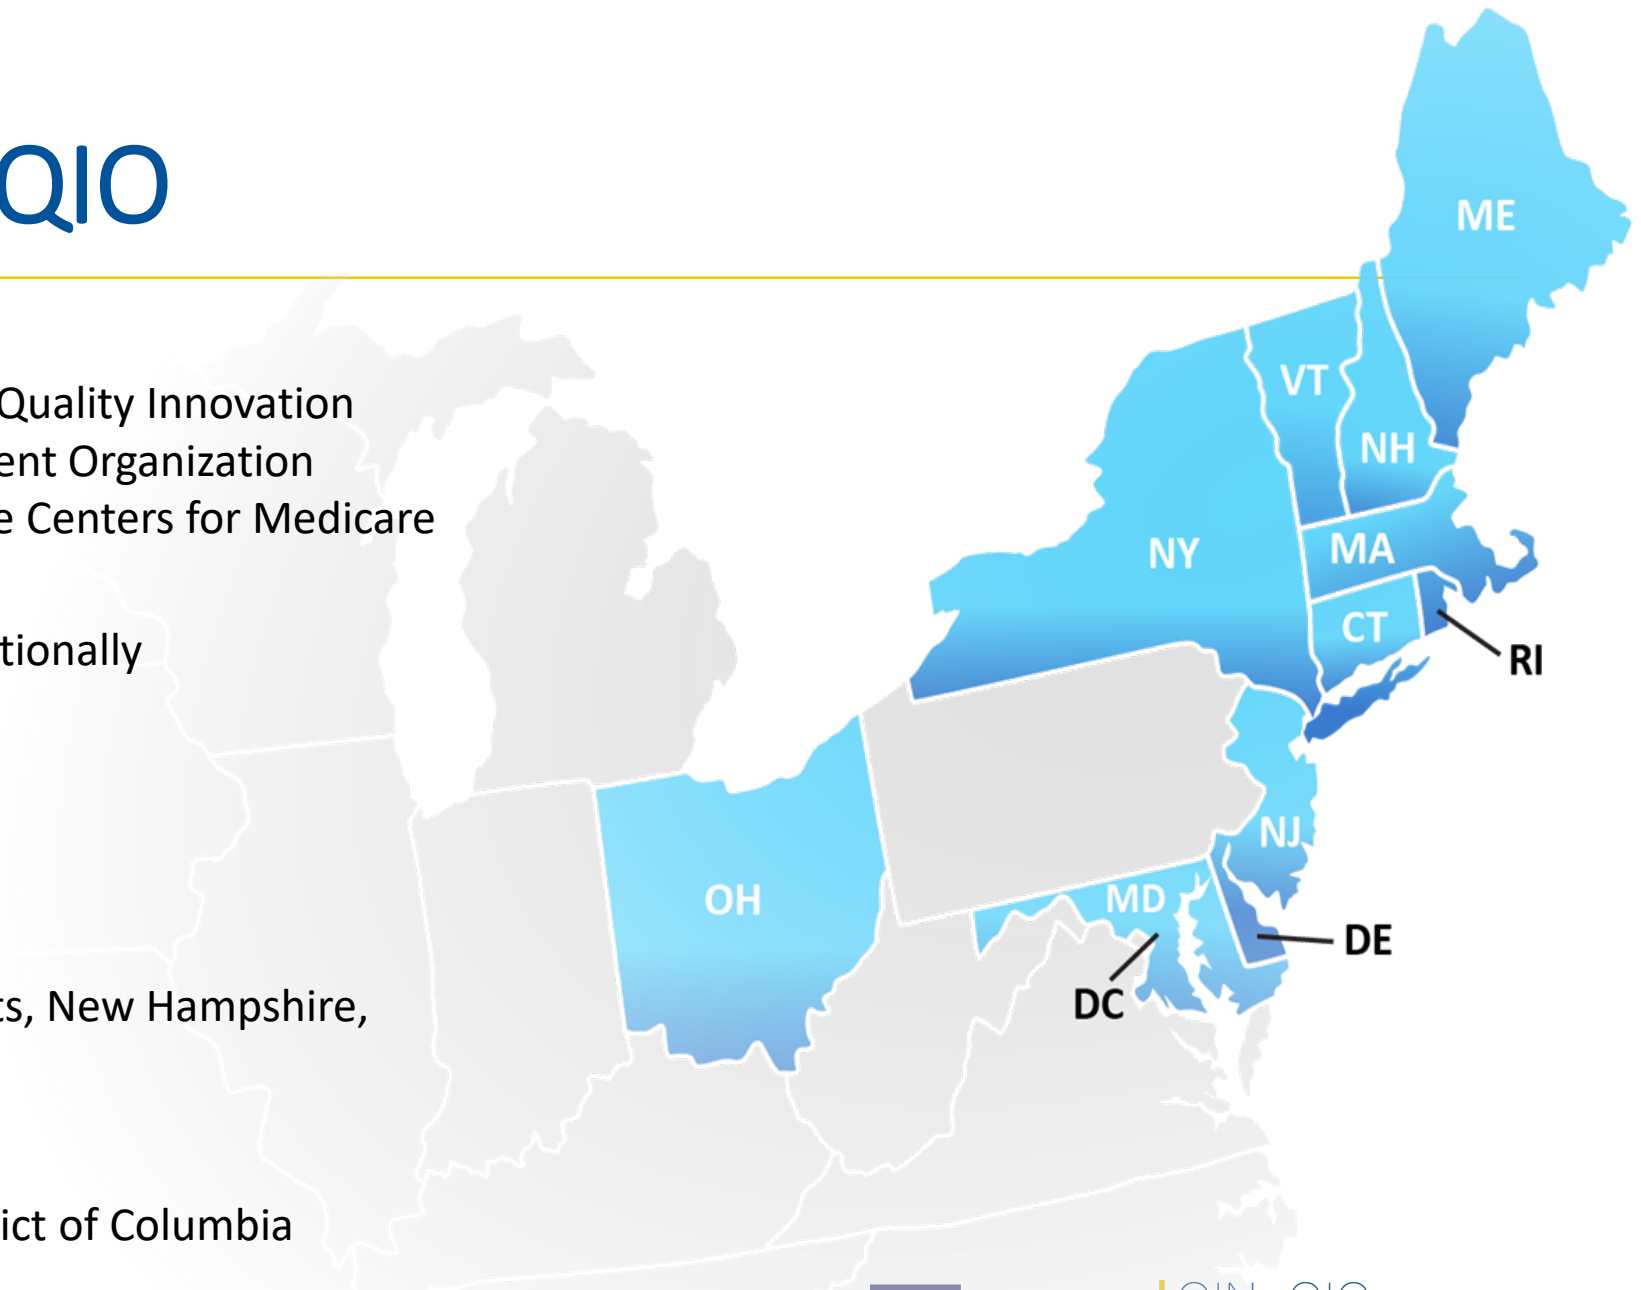 QIO
Quality Innovation
ent Organization
e Centers for Medicare
tionally
ts, New Hampshire,
ict of Columbia
ME
VT
NH
NY
MA
CT
RI
NJ
OH
MD
DE
DC